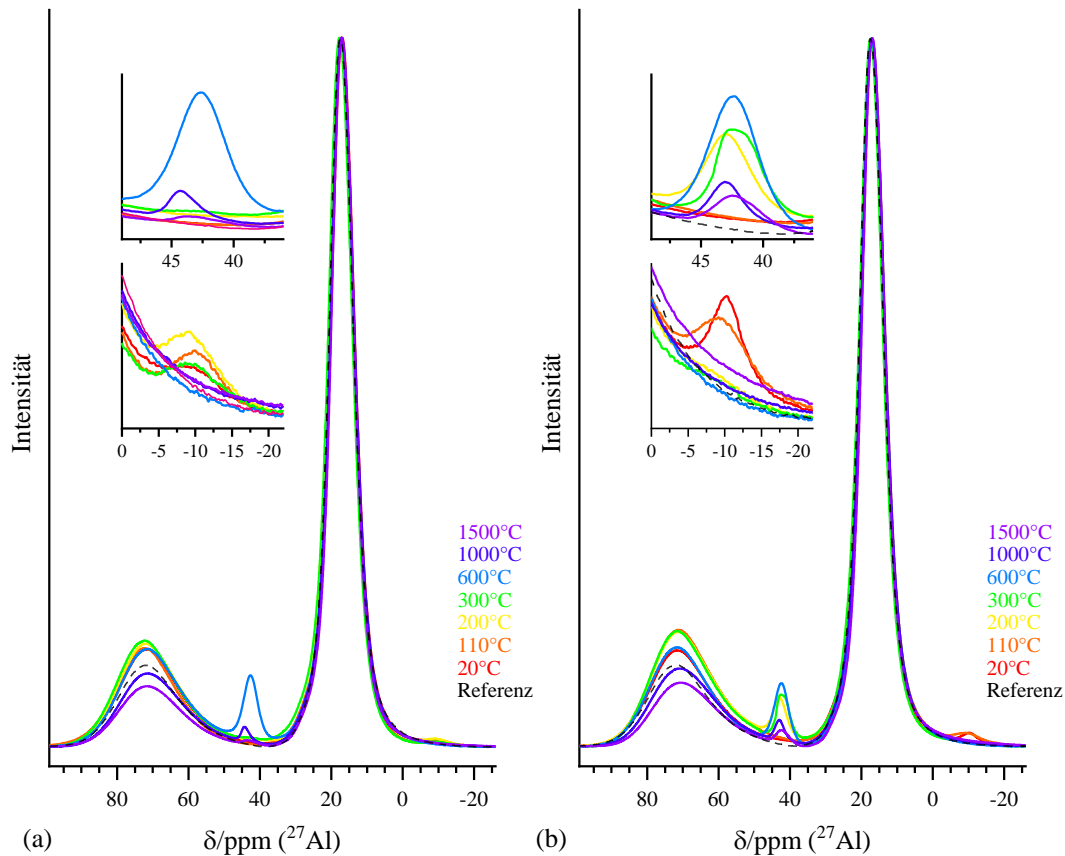 45
40
0
-5
-10
-15
-20
Intensität
1500°C
1000°C
600°C
300°C
200°C
110°C
20°C
Referenz
80
60
40
20
0
-20
(a)
δ/ppm (²⁷Al)
45
40
0
-5
-10
-15
-20
Intensität
1500°C
1000°C
600°C
300°C
200°C
110°C
20°C
Referenz
80
60
40
20
0
-20
(b)
δ/ppm (²⁷Al)